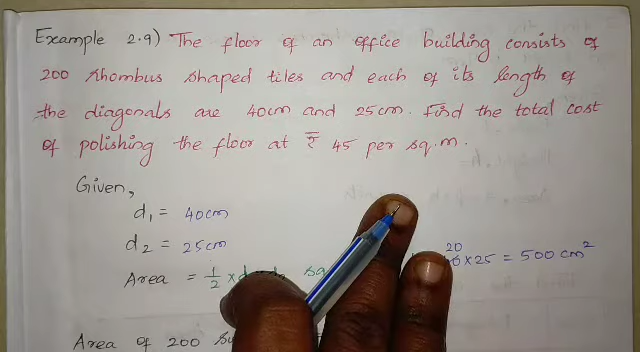 Example 2.9) The floor of an office building consists of
200 rhombus shaped tiles and each of its length of
the diagonals are 40cm and 25cm. Find the total cost
of polishing the floor at ₹ 45 per sq.m.
Given,
d₁ = 40cm
d₂ = 25cm
20
Area = 1/2 × sq × 25 = 500 cm²
Area of 200